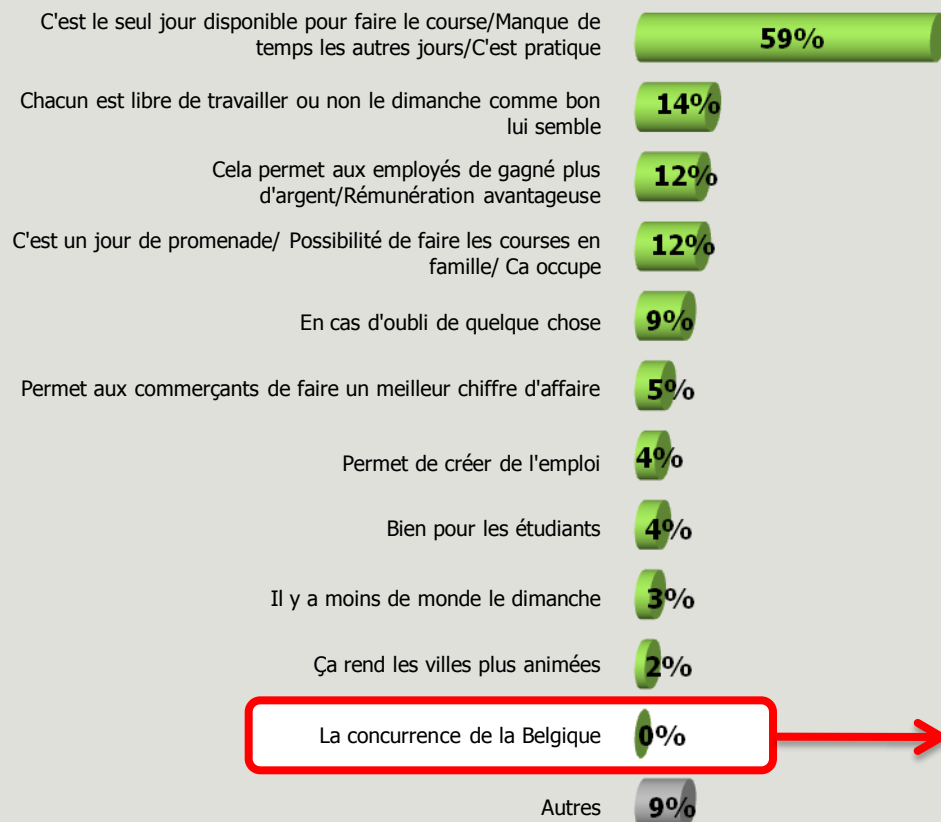 C'est le seul jour disponible pour faire le course/Manque de
temps les autres jours/C'est pratique
59%
Chacun est libre de travailler ou non le dimanche comme bon
lui semble
14%
Cela permet aux employés de gagné plus
d'argent/Rémunération avantageuse
12%
C'est un jour de promenade/ Possibilité de faire les courses en
famille/ Ca occupe
12%
En cas d'oubli de quelque chose
9%
Permet aux commerçants de faire un meilleur chiffre d'affaire
5%
Permet de créer de l'emploi
4%
Bien pour les étudiants
4%
Il y a moins de monde le dimanche
3%
Ça rend les villes plus animées
2%
La concurrence de la Belgique
0%
Autres
9%